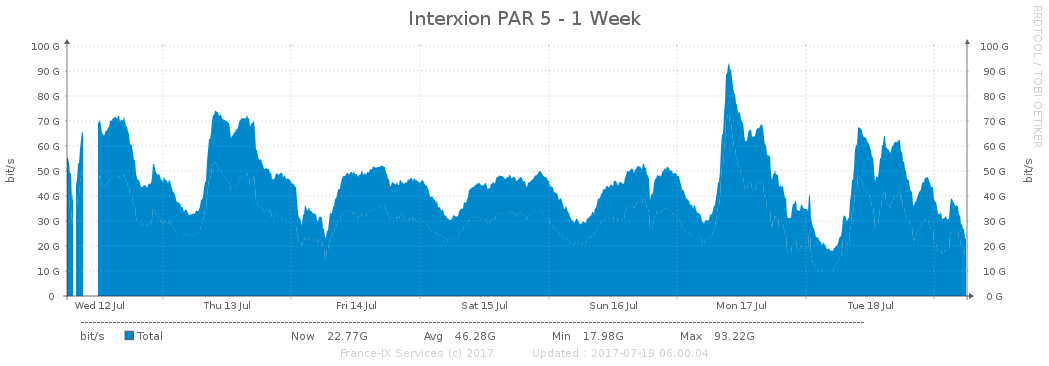 Interxion PAR 5 - 1 Week
RRDTOOL / TOBI OETIKER
100 G 100 G
90 G 90 G
80 G 80 G
70 G 70 G
60 G 60 G
50 G 50 G
40 G 40 G
30 G 30 G
20 G 20 G
10 G 10 G
0 0 G
bit/s
bit/s
Wed 12 Jul Thu 13 Jul Fri 14 Jul Sat 15 Jul Sun 16 Jul Mon 17 Jul Tue 18 Jul
bit/s Total Now 22.77G Avg 46.28G Min 17.98G Max 93.22G
France-IX Services (c) 2017 Updated : 2017-07-19 06:00:04